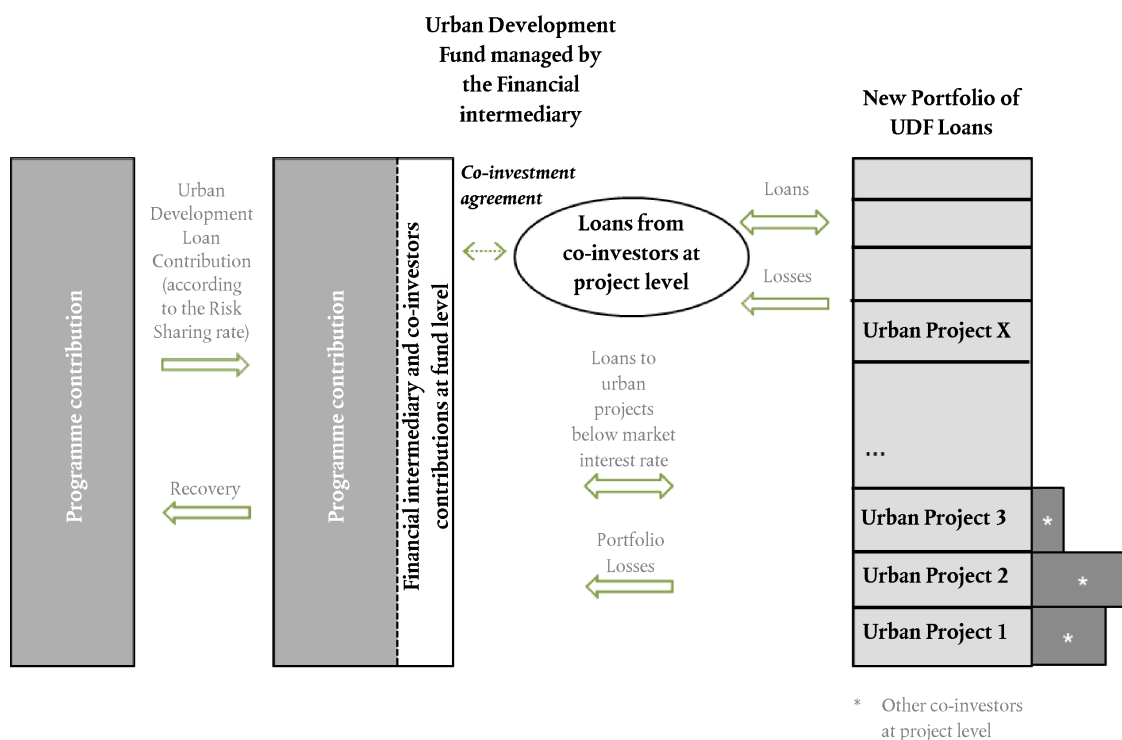 Urban Development
Fund managed by
the Financial
intermediary
New Portfolio of
UDF Loans
Programme contribution
Urban
Development
Loan
Contribution
(according
to the Risk
Sharing rate)
Recovery
Programme contribution
Financial intermediary and co-investors
contributions at fund level
Co-investment
agreement
Loans from
co-investors at
project level
Loans
Losses
Loans to
urban
projects
below market
interest rate
Portfolio
Losses
Urban Project X
...
Urban Project 3
*
Urban Project 2
*
Urban Project 1
*
* Other co-investors
at project level